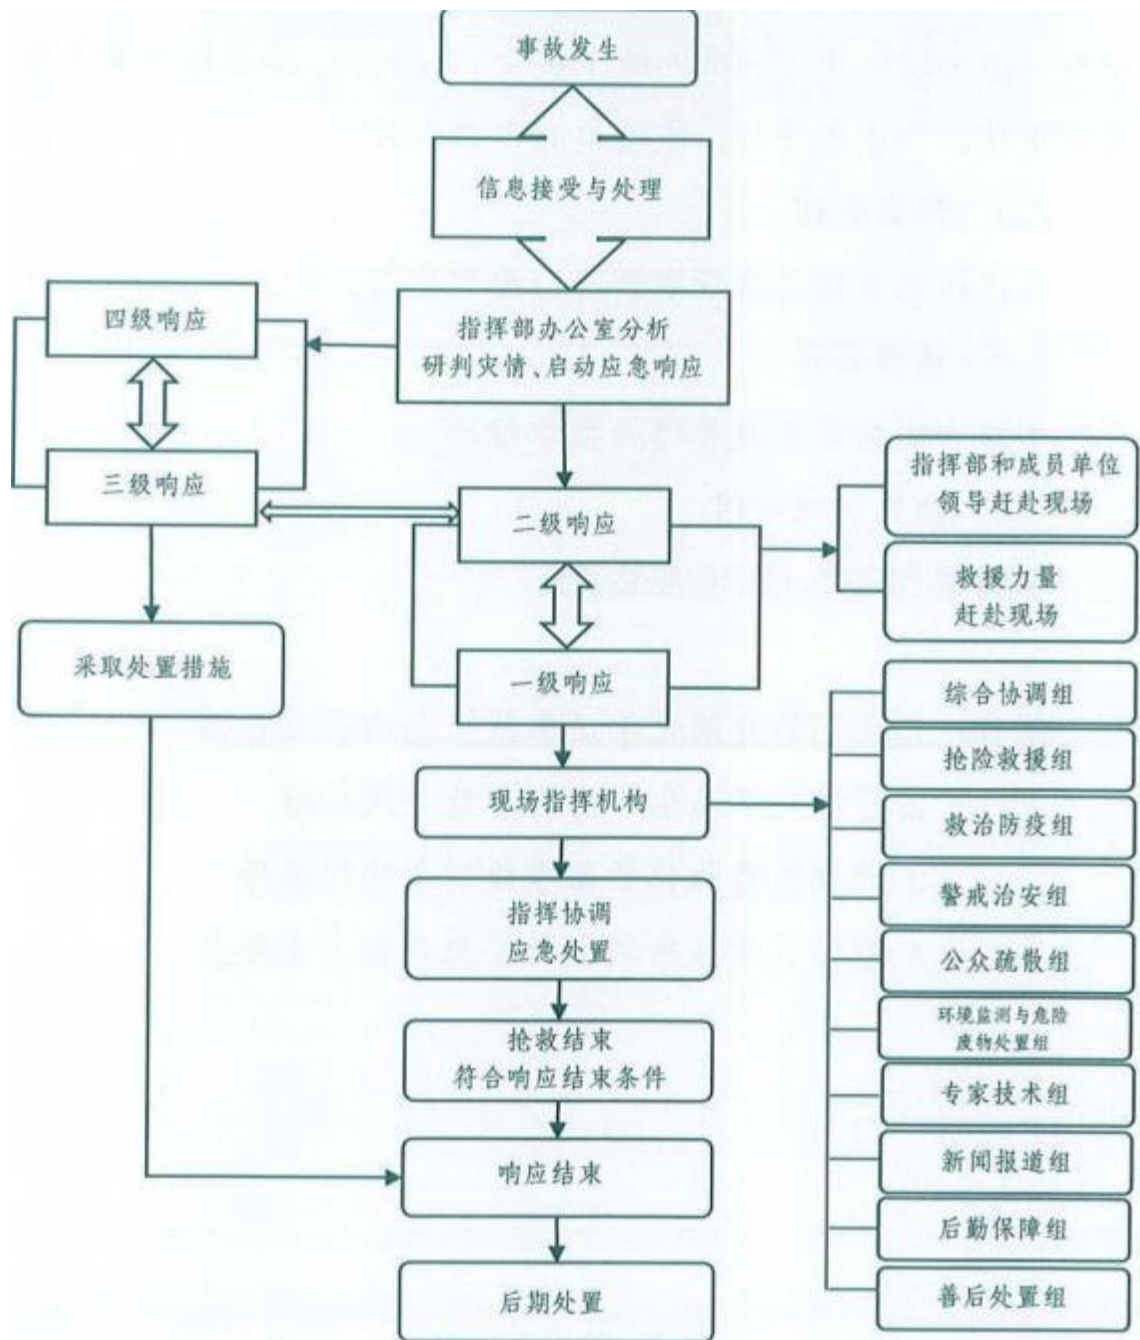 事故发生
信息接受与处理
指挥部办公室分析
研判灾情、启动应急响应
四级响应
三级响应
采取处置措施
二级响应
一级响应
指挥部和成员单位
领导赶赴现场
救援力量
赶赴现场
现场指挥机构
综合协调组
抢险救援组
救治防疫组
警戒治安组
公众疏散组
环境监测与危险
废物处置组
专家技术组
新闻报道组
后勤保障组
善后处置组
指挥协调
应急处置
抢救结束
符合响应结束条件
响应结束
后期处置